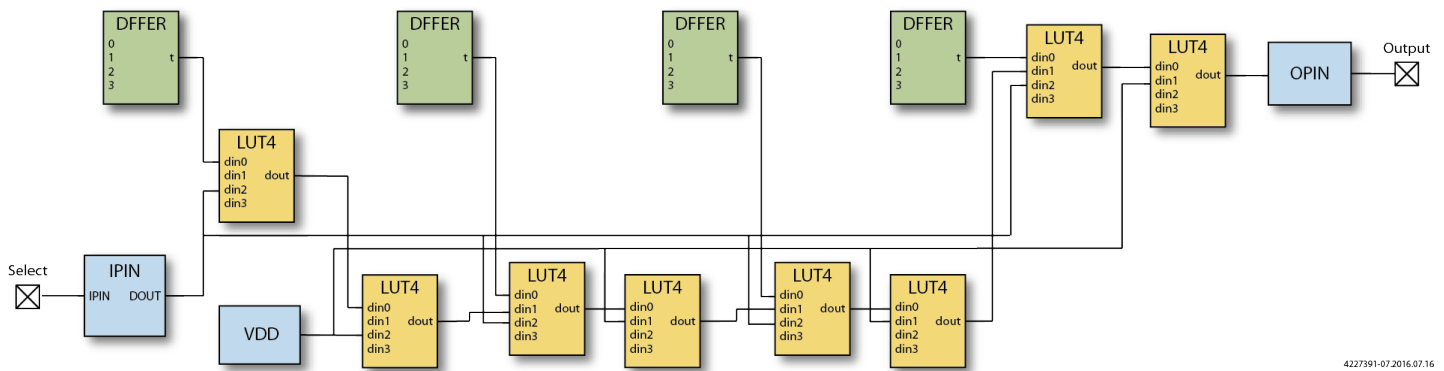 DFFER
0
1
2
3
t
DFFER
0
1
2
3
t
DFFER
0
1
2
3
t
DFFER
0
1
2
3
t
LUT4
din0
din1
din2
din3
dout
LUT4
din0
din1
din2
din3
dout
OPIN
Output
LUT4
din0
din1
din2
din3
dout
Select
IPIN
IPIN DOUT
VDD
LUT4
din0
din1
din2
din3
dout
LUT4
din0
din1
din2
din3
dout
LUT4
din0
din1
din2
din3
dout
LUT4
din0
din1
din2
din3
dout
LUT4
din0
din1
din2
din3
dout
4227391-07.2016.07.16